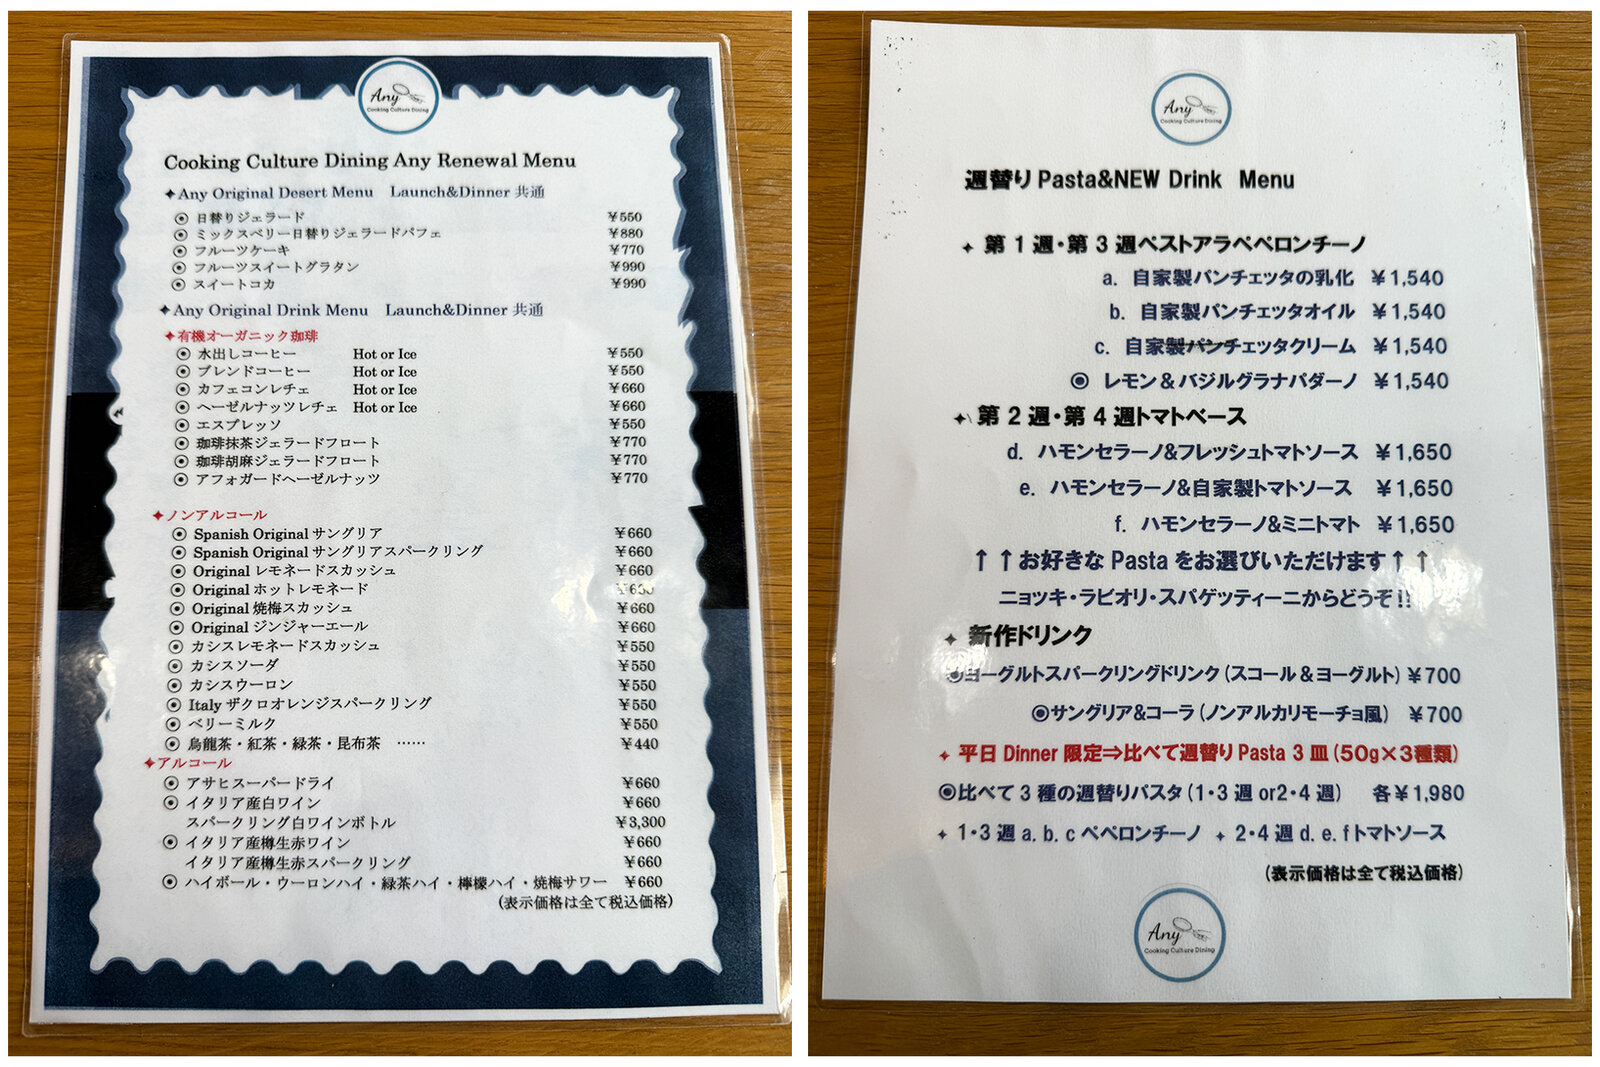 Any
Cooking Culture Dining
Cooking Culture Dining Any Renewal Menu
✦Any Original Desert Menu Launch&Dinner 共通
◉ 日替りジェラード ¥550
◉ ミックスベリー日替りジェラードパフェ ¥880
◉ フルーツケーキ ¥770
◉ フルーツスイートグラタン ¥990
◉ スイートコカ ¥990
✦Any Original Drink Menu Launch&Dinner 共通
✦有機オーガニック珈琲
◉ 水出しコーヒー Hot or Ice ¥550
◉ ブレンドコーヒー Hot or Ice ¥550
◉ カフェコンレチェ Hot or Ice ¥660
◉ ヘーゼルナッツレチェ Hot or Ice ¥660
◉ エスプレッソ ¥550
◉ 珈琲抹茶ジェラードフロート ¥770
◉ 珈琲胡麻ジェラードフロート ¥770
◉ アフォガードヘーゼルナッツ ¥770
✦ノンアルコール
◉ Spanish Original サングリア ¥660
◉ Spanish Original サングリアスパークリング ¥660
◉ Original レモネードスカッシュ ¥660
◉ Original ホットレモネード ¥660
◉ Original 焼梅スカッシュ ¥660
◉ Original ジンジャーエール ¥660
◉ カシスレモネードスカッシュ ¥550
◉ カシスソーダ ¥550
◉ カシスウーロン ¥550
◉ Italy ザクロオレンジスパークリング ¥550
◉ ベリーミルク ¥550
◉ 烏龍茶・紅茶・緑茶・昆布茶 …… ¥440
✦アルコール
◉ アサヒスーパードライ ¥660
◉ イタリア産白ワイン ¥660
スパークリング白ワインボトル ¥3,300
◉ イタリア産樽生赤ワイン ¥660
イタリア産樽生赤スパークリング ¥660
◉ ハイボール・ウーロンハイ・緑茶ハイ・檸檬ハイ・焼梅サワー ¥660
(表示価格は全て税込価格)
Any
Cooking Culture Dining
週替り Pasta&NEW Drink Menu
✦ 第1週・第3週ベストアラペペロンチーノ
a. 自家製パンチェッタの乳化 ¥1,540
b. 自家製パンチェッタオイル ¥1,540
c. 自家製パンチェッタクリーム ¥1,540
◉ レモン&バジルグラナパダーノ ¥1,540
✦ 第2週・第4週トマトベース
d. ハモンセラーノ&フレッシュトマトソース ¥1,650
e. ハモンセラーノ&自家製トマトソース ¥1,650
f. ハモンセラーノ&ミニトマト ¥1,650
↑↑お好きな Pasta をお選びいただけます↑↑
ニョッキ・ラビオリ・スパゲッティーニからどうぞ!!
✦ 新作ドリンク
◉ヨーグルトスパークリングドリンク(スコール&ヨーグルト) ¥700
◉サングリア&コーラ(ノンアルカリモーチョ風) ¥700
✦ 平日 Dinner 限定⇒比べて週替り Pasta 3皿(50g×3種類)
◉比べて3種の週替りパスタ(1・3週 or2・4週) 各¥1,980
✦ 1・3週 a. b. c ペペロンチーノ ✦ 2・4週 d. e. f トマトソース
(表示価格は全て税込価格)
Any
Cooking Culture Dining